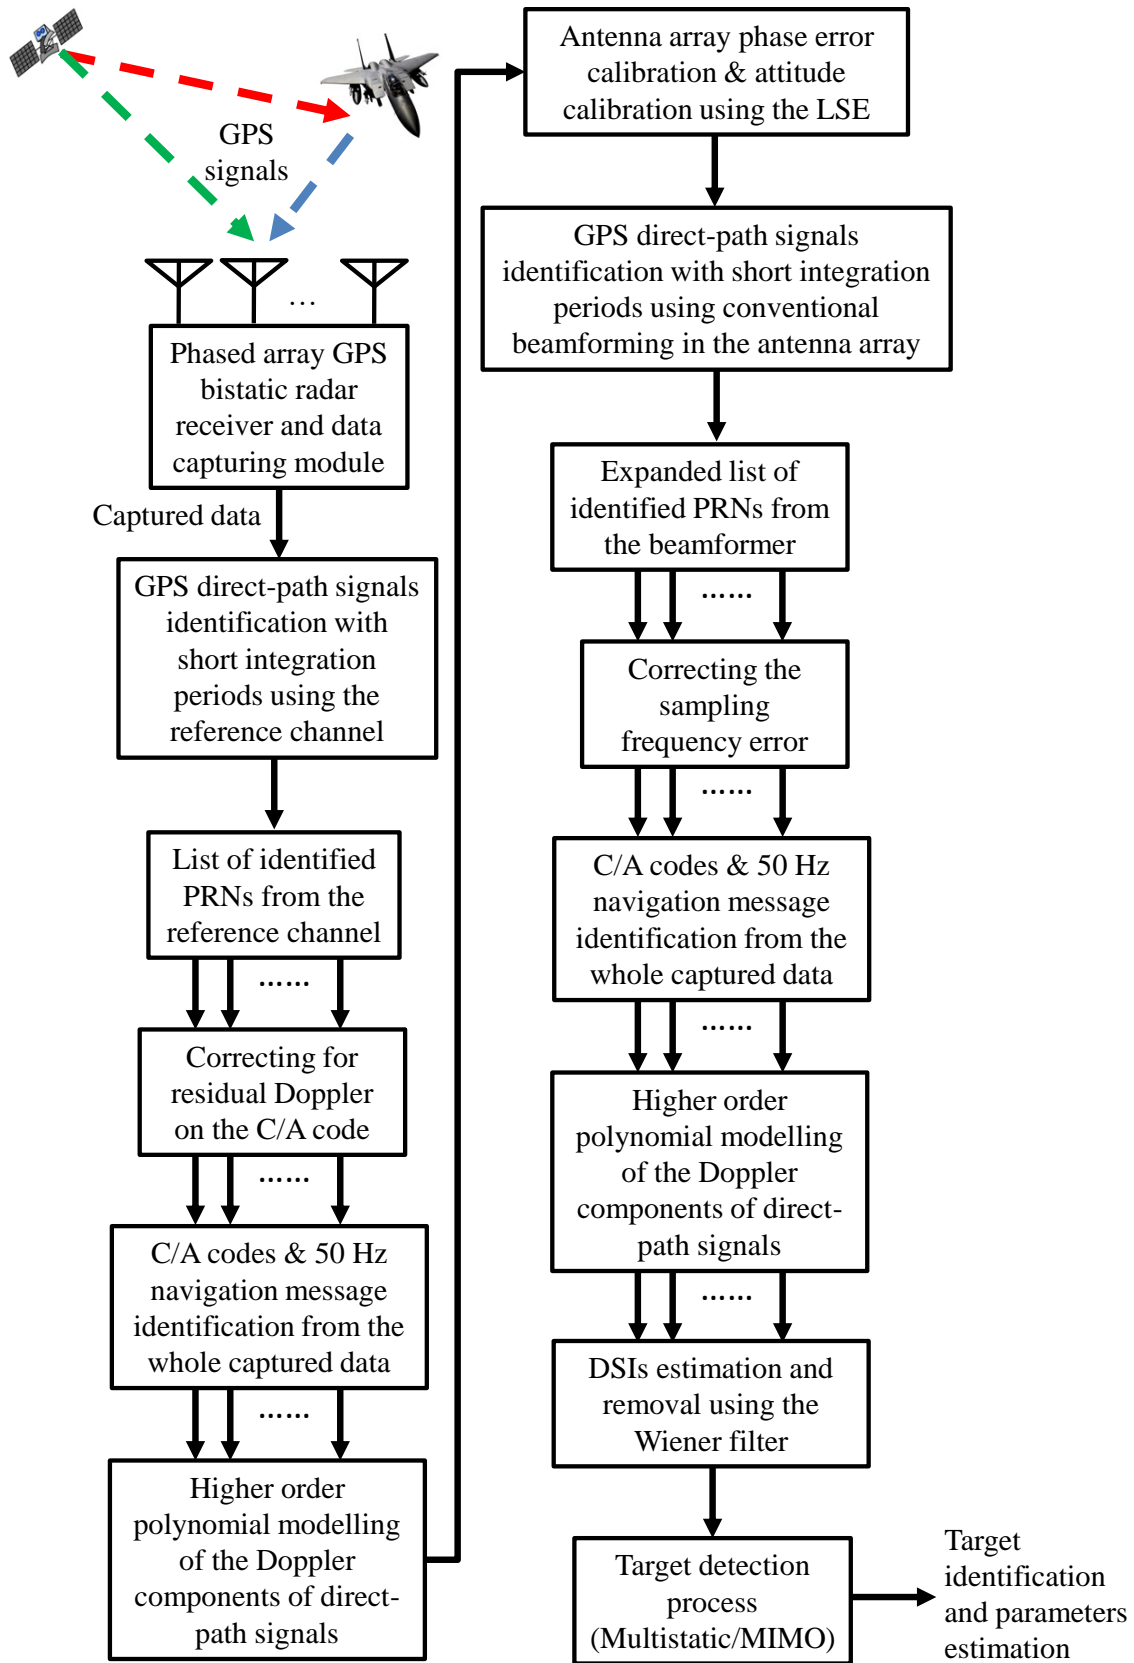 GPS
signals
...
Phased array GPS
bistatic radar
receiver and data
capturing module
Captured data
GPS direct-path signals
identification with
short integration
periods using the
reference channel
List of identified
PRNs from the
reference channel
......
Correcting for
residual Doppler
on the C/A code
......
C/A codes & 50 Hz
navigation message
identification from the
whole captured data
......
Higher order
polynomial modelling
of the Doppler
components of direct-
path signals
Antenna array phase error
calibration & attitude
calibration using the LSE
GPS direct-path signals
identification with short integration
periods using conventional
beamforming in the antenna array
Expanded list of
identified PRNs from
the beamformer
......
Correcting the
sampling
frequency error
......
C/A codes & 50 Hz
navigation message
identification from the
whole captured data
......
Higher order
polynomial modelling
of the Doppler
components of direct-
path signals
......
DSIs estimation and
removal using the
Wiener filter
Target detection
process
(Multistatic/MIMO)
Target
identification
and parameters
estimation